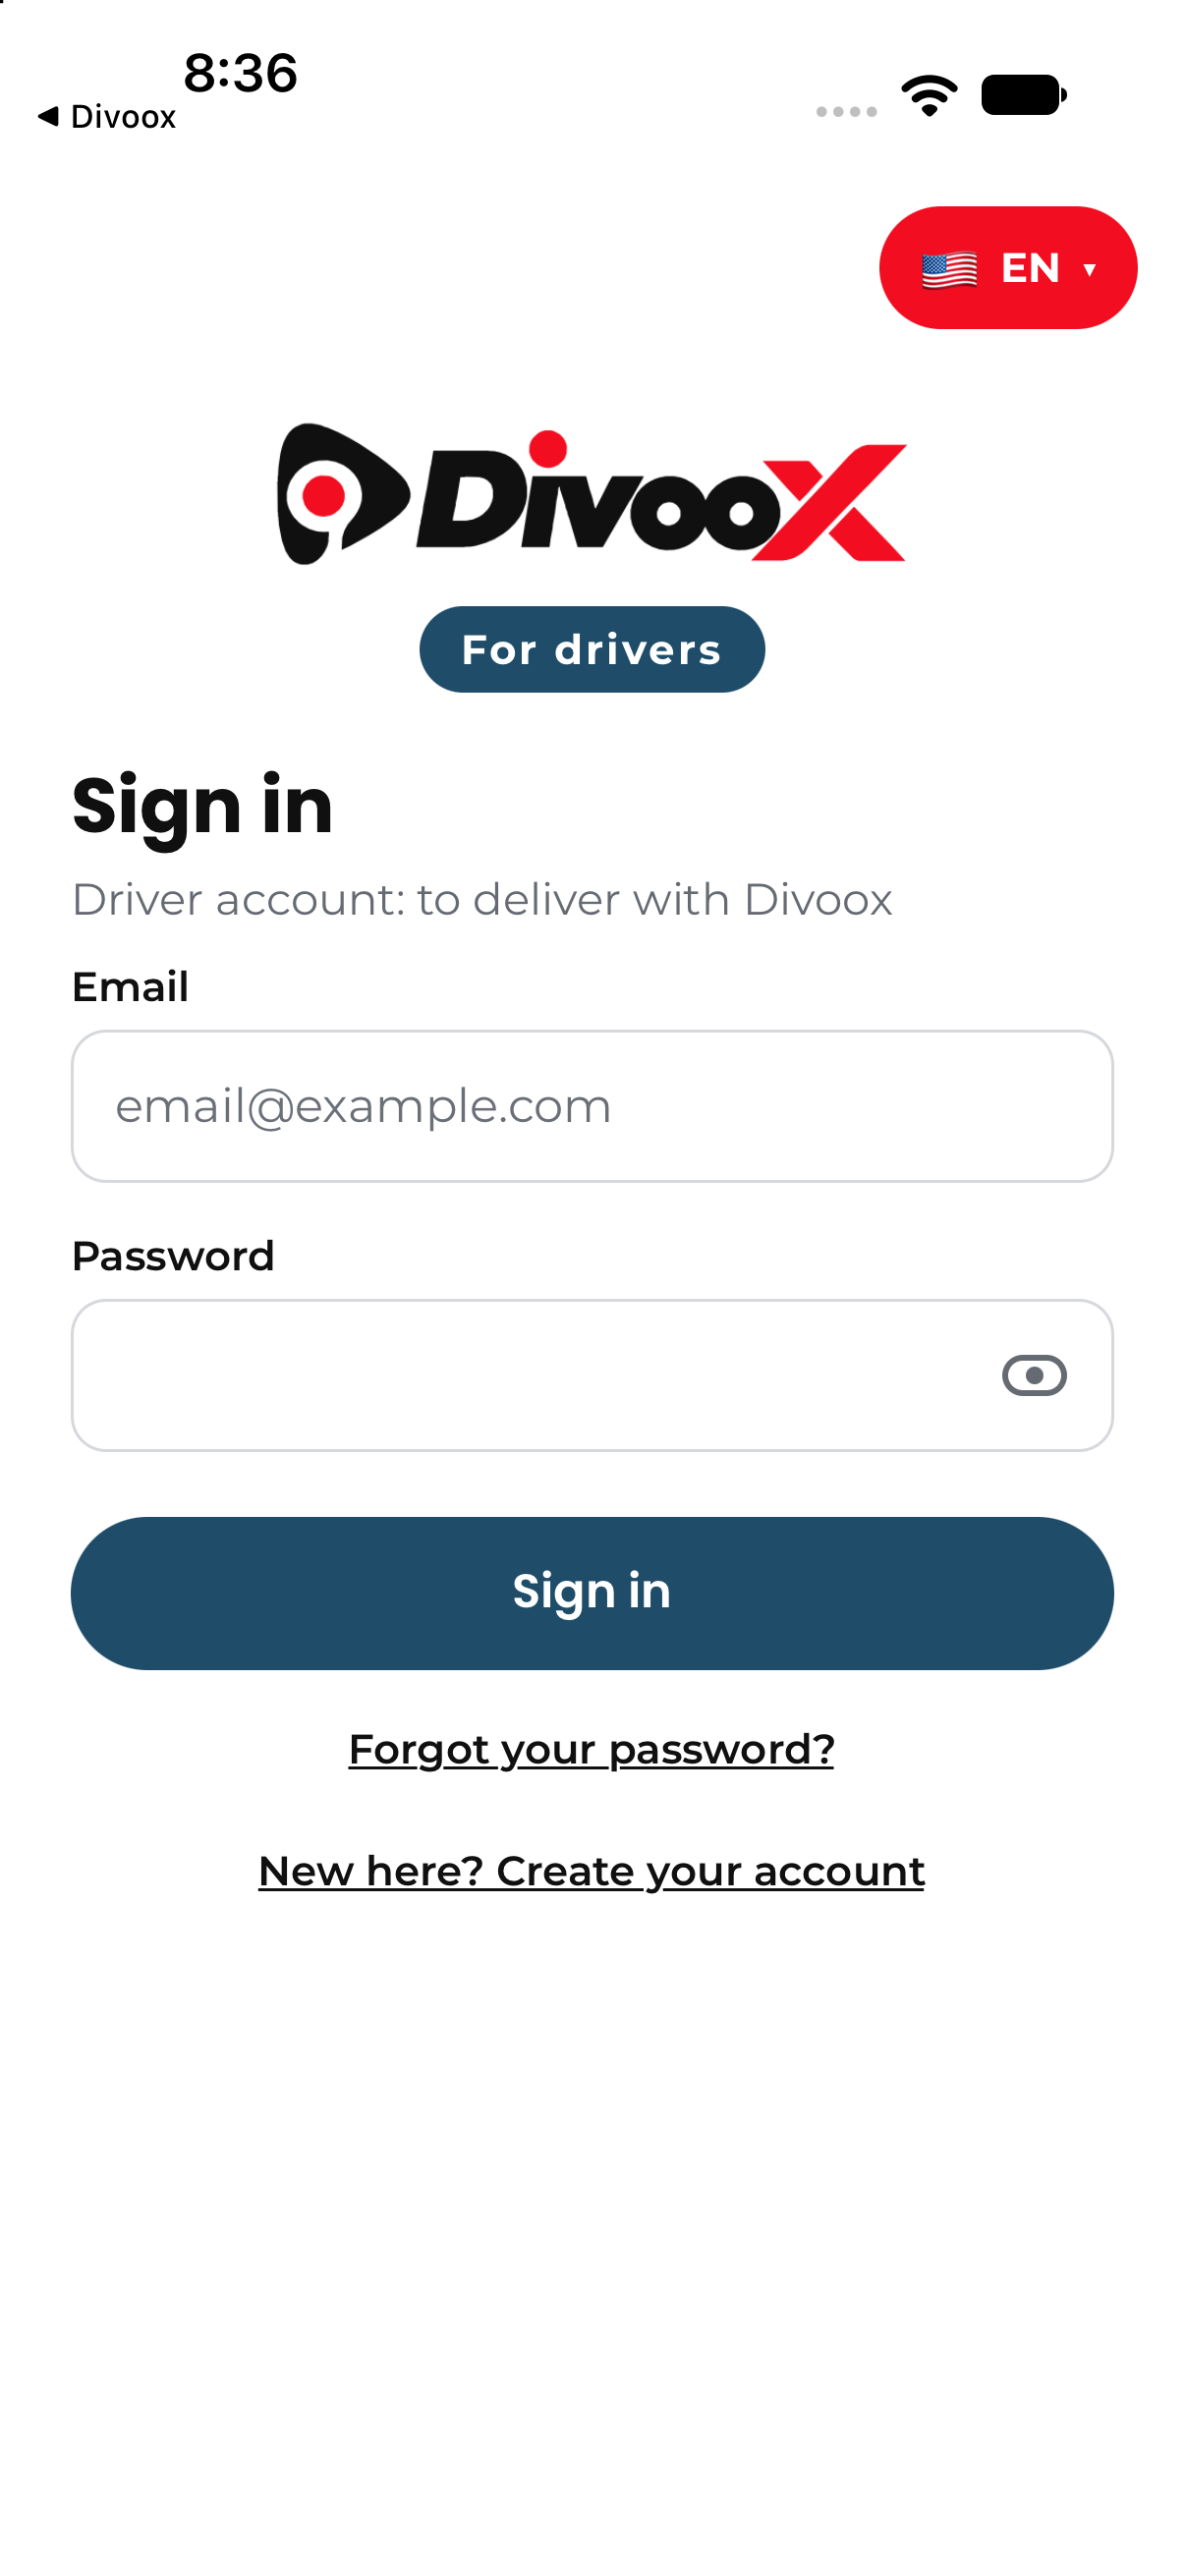 8:36
◀ Divoox
EN ▼
Divoox
For drivers
Sign in
Driver account: to deliver with Divoox
Email
email@example.com
Password
Sign in
Forgot your password?
New here? Create your account